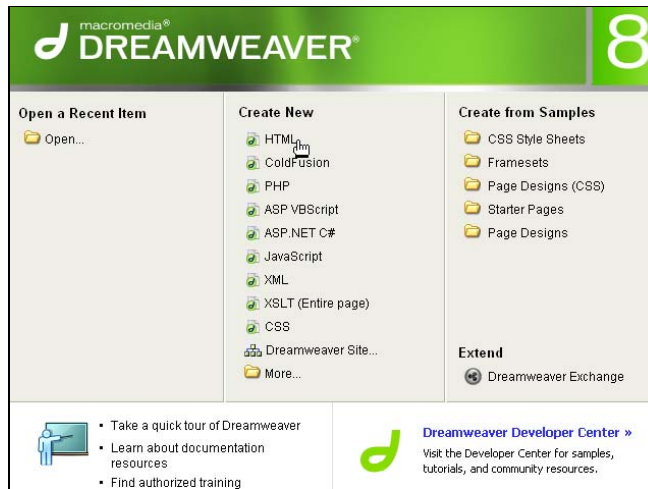 macromedia®
DREAMWEAVER®
8
Open a Recent Item
Open...
Create New
HTML
ColdFusion
PHP
ASP VBScript
ASP.NET C#
JavaScript
XML
XSLT (Entire page)
CSS
Dreamweaver Site...
More...
Create from Samples
CSS Style Sheets
Framesets
Page Designs (CSS)
Starter Pages
Page Designs
Extend
Dreamweaver Exchange
• Take a quick tour of Dreamweaver
• Learn about documentation
resources
• Find authorized training
Dreamweaver Developer Center »
Visit the Developer Center for samples,
tutorials, and community resources.